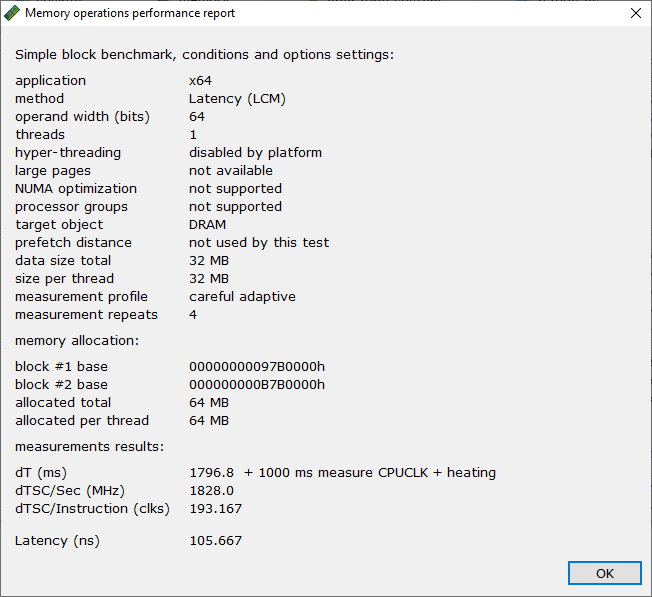 Memory operations performance report
Simple block benchmark, conditions and options settings:
application x64
method Latency (LCM)
operand width (bits) 64
threads 1
hyper-threading disabled by platform
large pages not available
NUMA optimization not supported
processor groups not supported
target object DRAM
prefetch distance not used by this test
data size total 32 MB
size per thread 32 MB
measurement profile careful adaptive
measurement repeats 4
memory allocation:
block #1 base 00000000097B0000h
block #2 base 000000000B7B0000h
allocated total 64 MB
allocated per thread 64 MB
measurements results:
dT (ms) 1796.8 + 1000 ms measure CPUCLK + heating
dTSC/Sec (MHz) 1828.0
dTSC/Instruction (clks) 193.167
Latency (ns) 105.667
OK